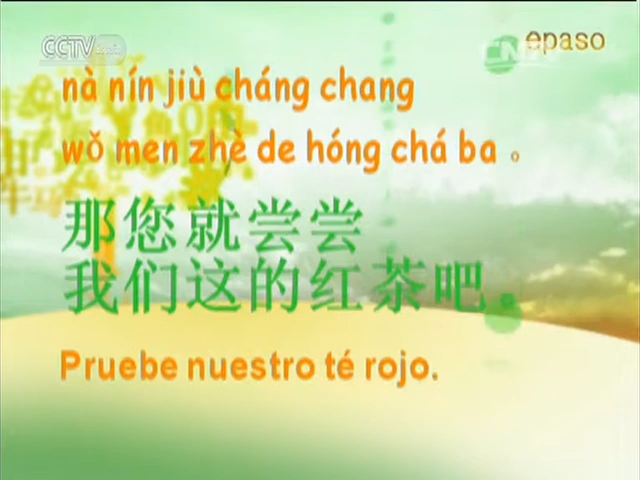 CCTV
epaso
nà nín jiù cháng chang
wǒ men zhè de hóng chá ba 。
那您就尝尝
我们这的红茶吧。
Pruebe nuestro té rojo.